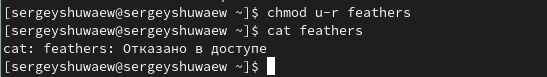 [sergeyshuwaew@sergeyshuwaew ~]$ chmod u-r feathers
[sergeyshuwaew@sergeyshuwaew ~]$ cat feathers
cat: feathers: Отказано в доступе
[sergeyshuwaew@sergeyshuwaew ~]$